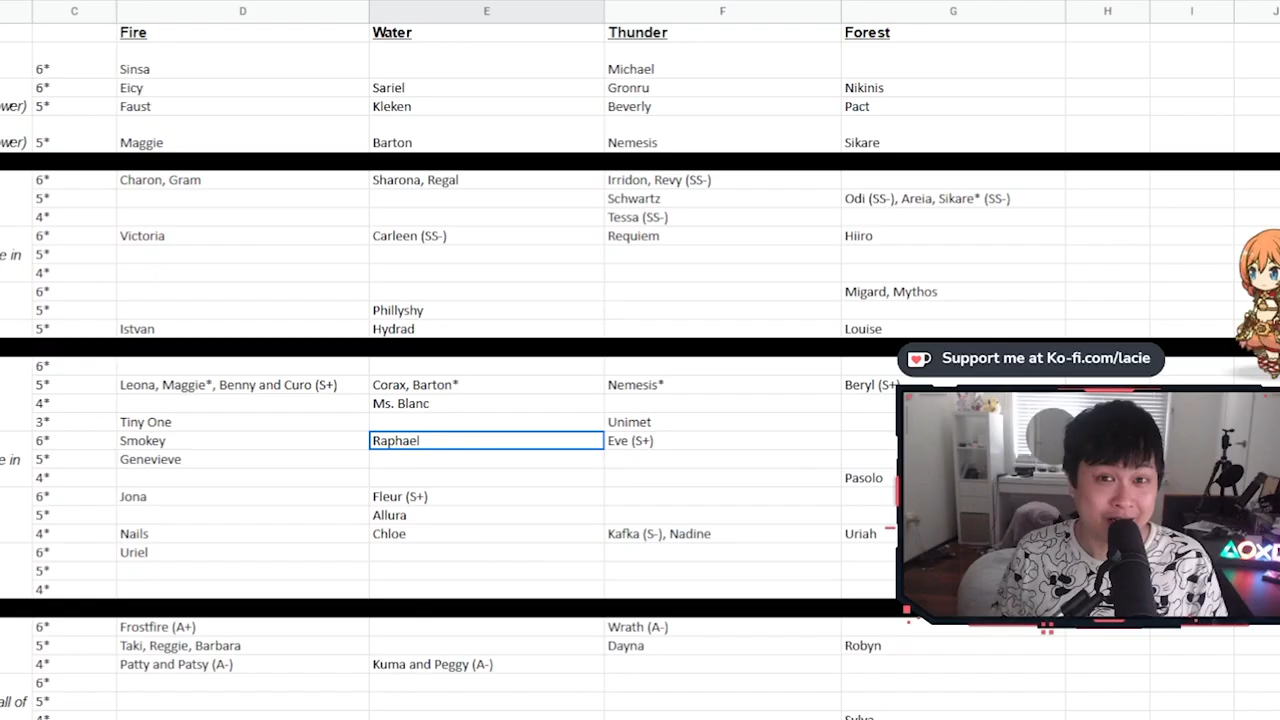 C D E F G H I J
Fire Water Thunder Forest
6* Sinsa Michael
6* Eicy Sariel Gronru Nikinis
ower) 5* Faust Kleken Beverly Pact
ower) 5* Maggie Barton Nemesis Sikare
6* Charon, Gram Sharona, Regal Irridon, Revy (SS-)
5* Schwartz Odi (SS-), Areia, Sikare* (SS-)
4* Tessa (SS-)
6* Victoria Carleen (SS-) Requiem Hiiro
e in 5*
4*
6* Migard, Mythos
5* Phillyshy
5* Istvan Hydrad Louise
6*
Support me at Ko-fi.com/lacie
5* Leona, Maggie*, Benny and Curo (S+) Corax, Barton* Nemesis* Beryl (S+)
4* Ms. Blanc
3* Tiny One Unimet
6* Smokey Raphael Eve (S+)
e in 5* Genevieve
4* Pasolo
6* Jona Fleur (S+)
5* Allura
4* Nails Chloe Kafka (S-), Nadine Uriah
6* Uriel
5*
4*
6* Frostfire (A+) Wrath (A-)
5* Taki, Reggie, Barbara Dayna Robyn
4* Patty and Patsy (A-) Kuma and Peggy (A-)
6*
all of 5*